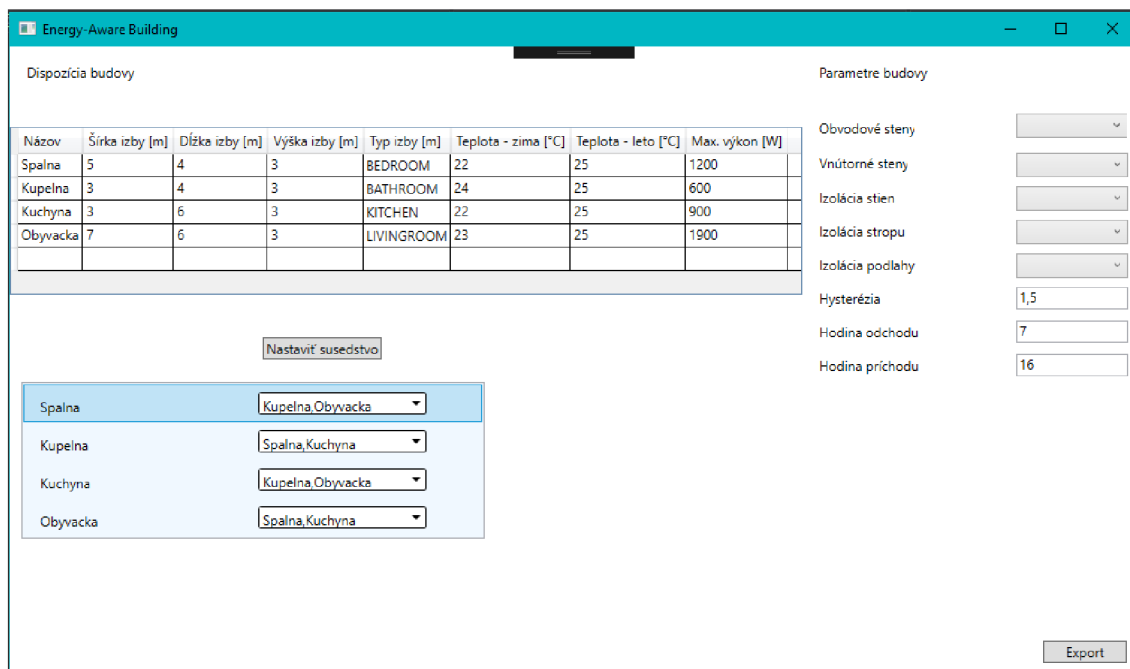 Energy-Aware Building
Dispozícia budovy
Parametre budovy
Názov Šírka izby [m] Dĺžka izby [m] Výška izby [m] Typ izby [m] Teplota - zima [°C] Teplota - leto [°C] Max. výkon [W]
Spalna 5 4 3 BEDROOM 22 25 1200
Kupelna 3 4 3 BATHROOM 24 25 600
Kuchyna 3 6 3 KITCHEN 22 25 900
Obyvacka 7 6 3 LIVINGROOM 23 25 1900
Obvodové steny
Vnútorné steny
Izolácia stien
Izolácia stropu
Izolácia podlahy
Hysterézia 1,5
Hodina odchodu 7
Hodina príchodu 16
Nastaviť susedstvo
Spalna Kupelna,Obyvacka
Kupelna Spalna,Kuchyna
Kuchyna Kupelna,Obyvacka
Obyvacka Spalna,Kuchyna
Export